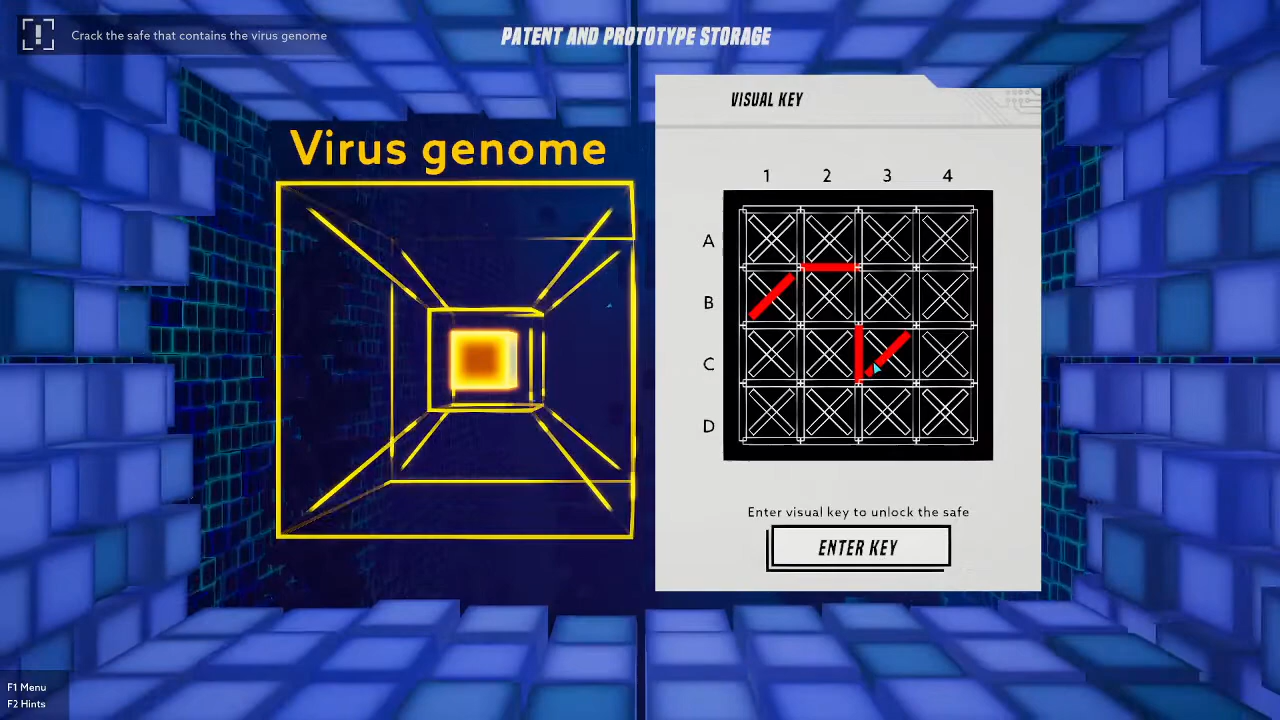 Crack the safe that contains the virus genome
PATENT AND PROTOTYPE STORAGE
Virus genome
VISUAL KEY
1 2 3 4
A
B
C
D
Enter visual key to unlock the safe
ENTER KEY
F1 Menu
F2 Hints